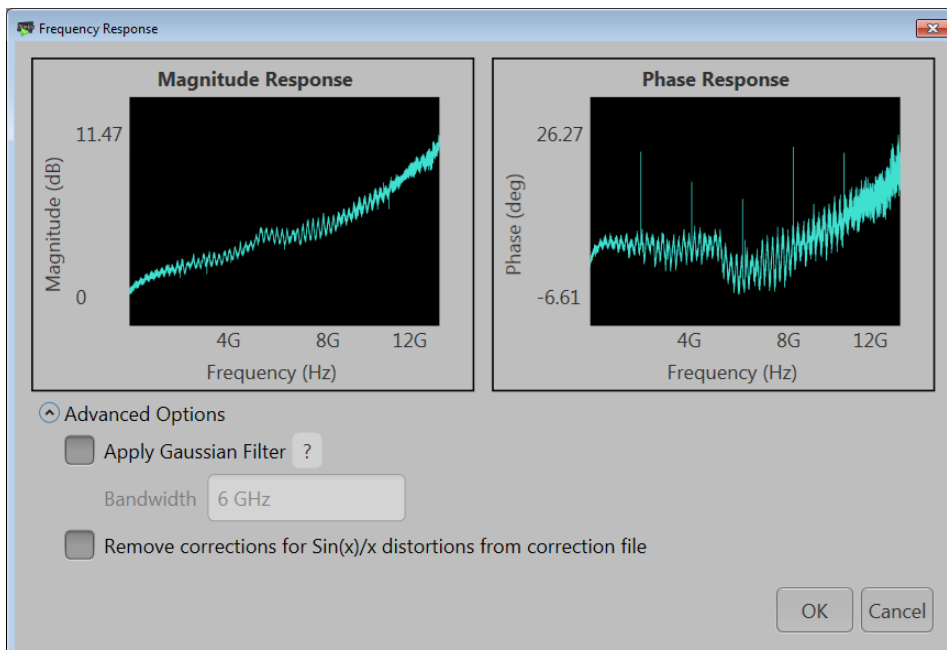 Frequency Response
Magnitude Response
11.47
Magnitude (dB)
0
4G 8G 12G
Frequency (Hz)
Phase Response
26.27
Phase (deg)
-6.61
4G 8G 12G
Frequency (Hz)
Advanced Options
Apply Gaussian Filter ?
Bandwidth 6 GHz
Remove corrections for Sin(x)/x distortions from correction file
OK Cancel